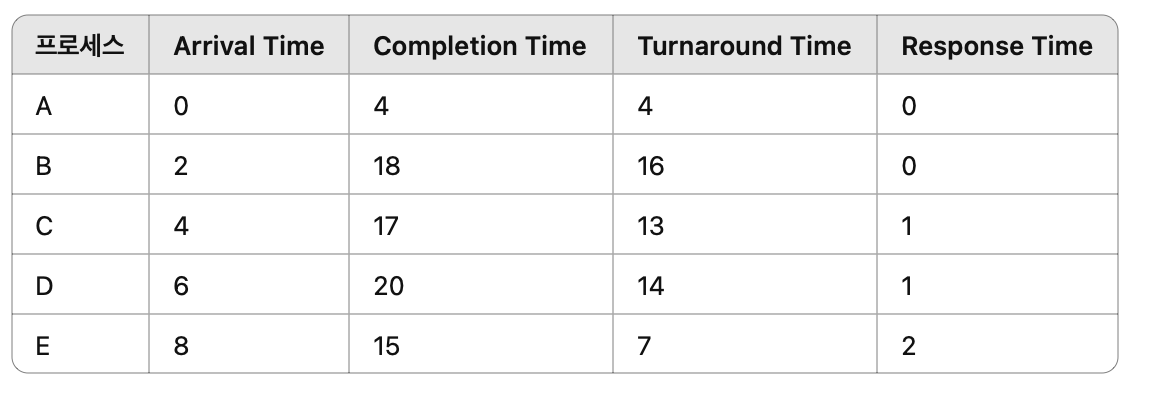 프로세스 Arrival Time Completion Time Turnaround Time Response Time
A 0 4 4 0
B 2 18 16 0
C 4 17 13 1
D 6 20 14 1
E 8 15 7 2